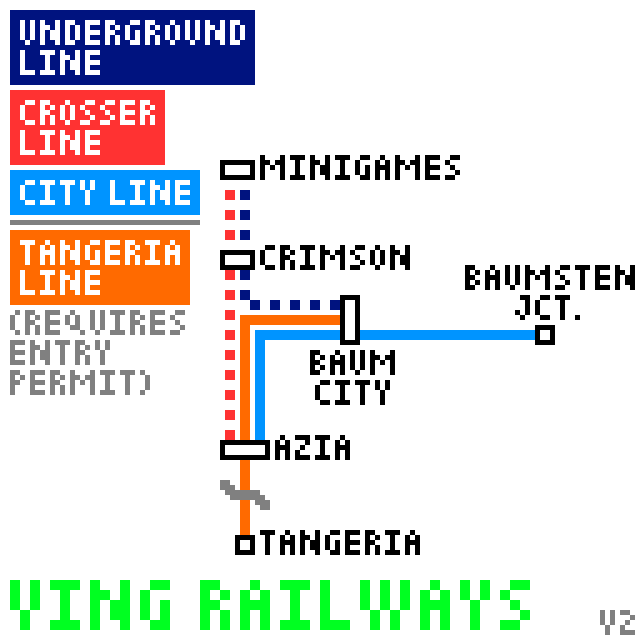 UNDERGROUND
LINE
CROSSER
LINE
CITY LINE
TANGERIA
LINE
(REQUIRES
ENTRY
PERMIT)
MINIGAMES
CRIMSON
BAUMSTEN
JCT.
BAUM
CITY
AZIA
TANGERIA
VING RAILWAYS
V2